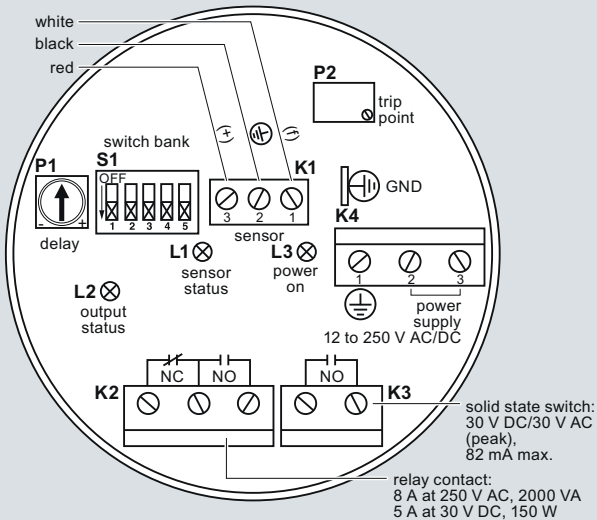 white
black
red
P2
trip
point
(+)
(-)
switch bank
P1
S1
OFF
K1
GND
1 2 3 4 5
- +
3 2 1
K4
delay
sensor
L1
L3
sensor
status
power
on
1 2 3
L2
output
status
power
supply
12 to 250 V AC/DC
K2
NC
NO
NO
K3
solid state switch:
30 V DC/30 V AC
(peak),
82 mA max.
relay contact:
8 A at 250 V AC, 2000 VA
5 A at 30 V DC, 150 W